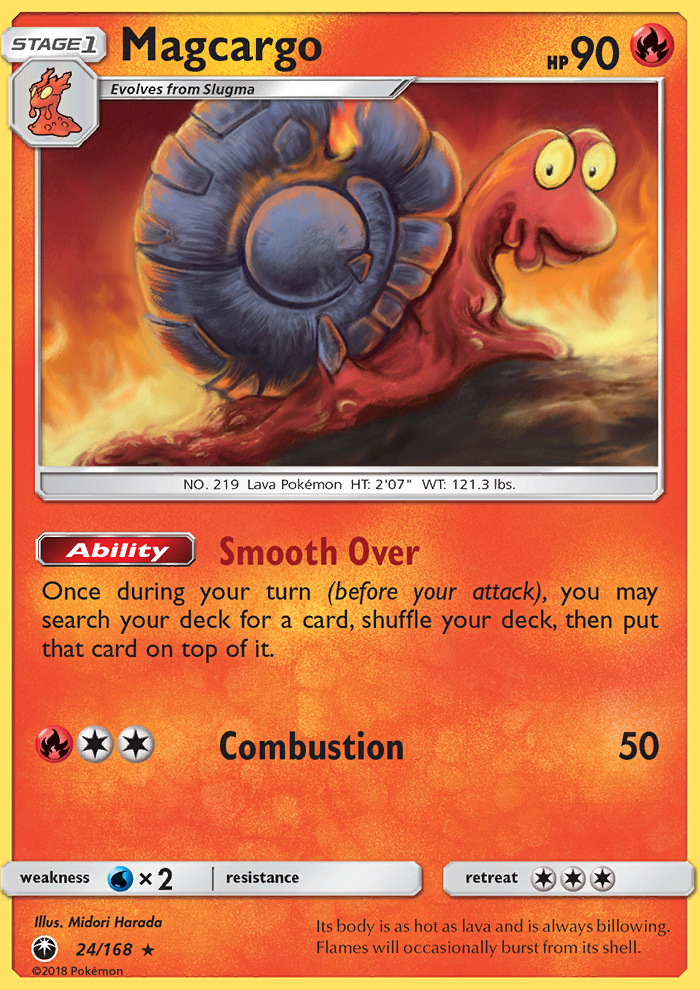 STAGE1
Magcargo
HP 90
Evolves from Slugma
NO. 219 Lava Pokémon HT: 2'07" WT: 121.3 lbs.
Ability Smooth Over
Once during your turn (before your attack), you may
search your deck for a card, shuffle your deck, then put
that card on top of it.
Combustion 50
weakness ×2 resistance retreat
Illus. Midori Harada
24/168 ★
©2018 Pokémon
Its body is as hot as lava and is always billowing.
Flames will occasionally burst from its shell.